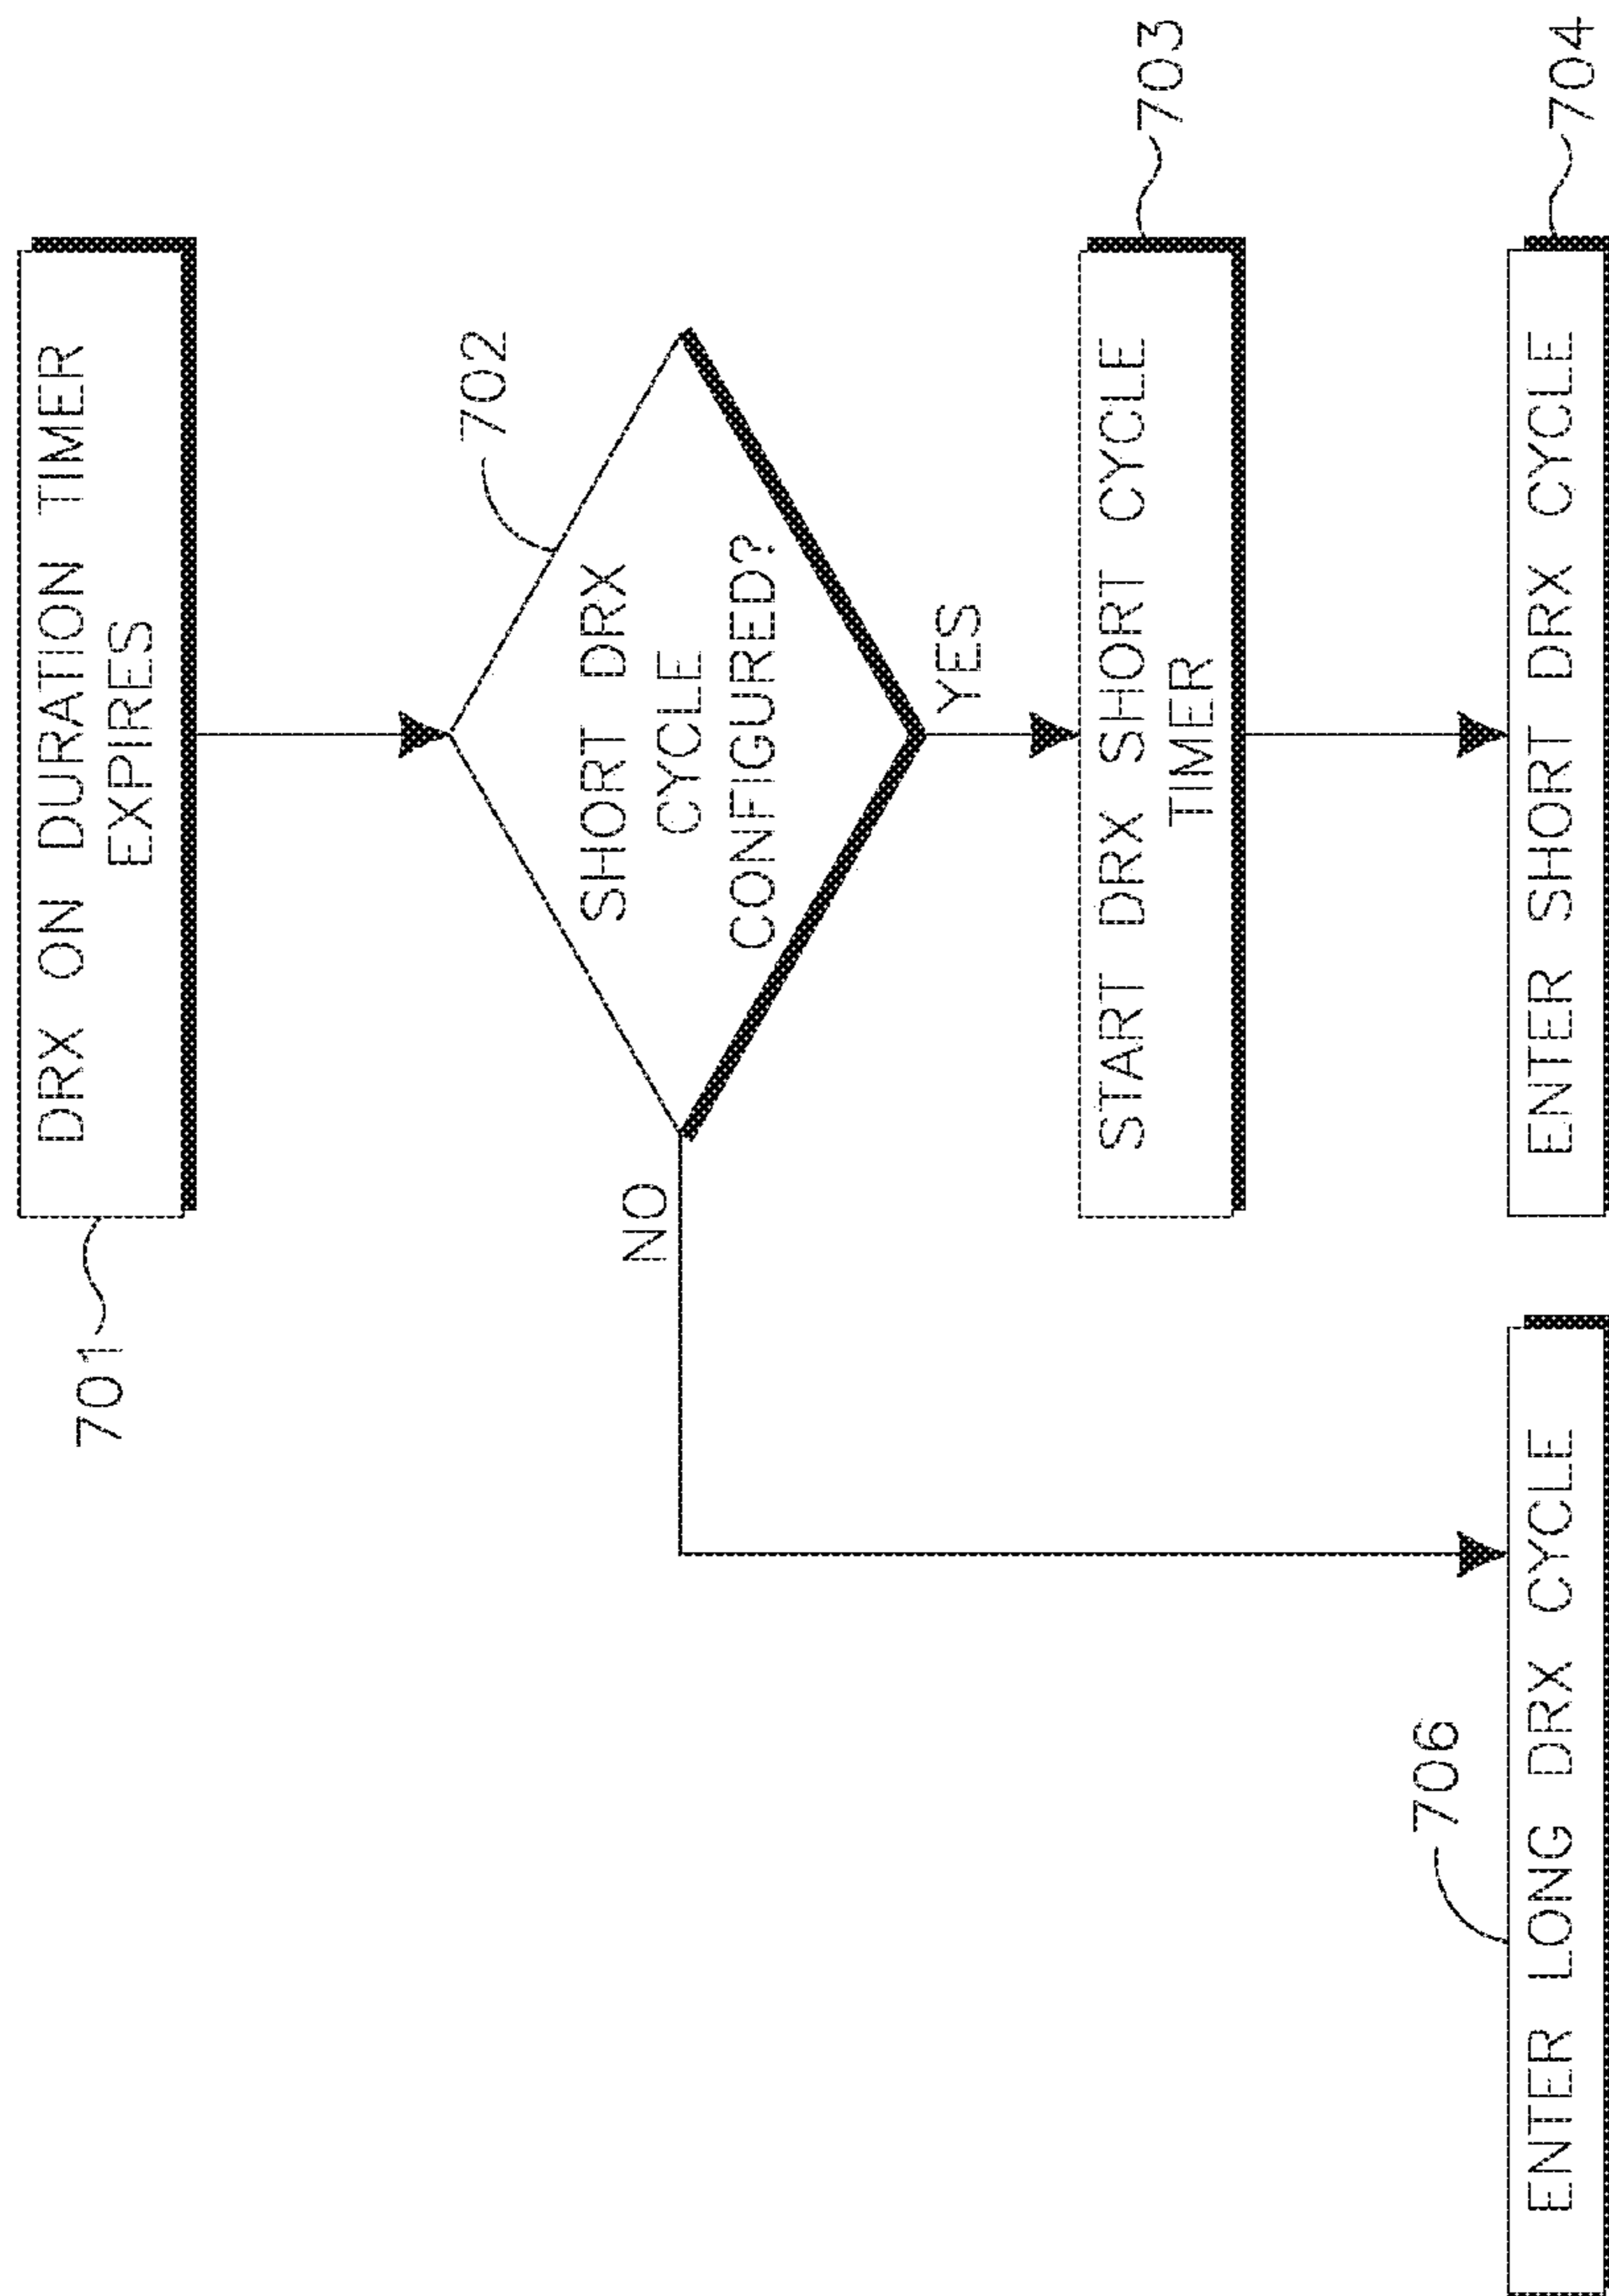 701
DRX ON DURATION TIMER
EXPIRES
702
SHORT DRX
CYCLE
CONFIGURED?
NO
YES
START DRX SHORT CYCLE
TIMER
703
706
ENTER LONG DRX CYCLE
ENTER SHORT DRX CYCLE
704